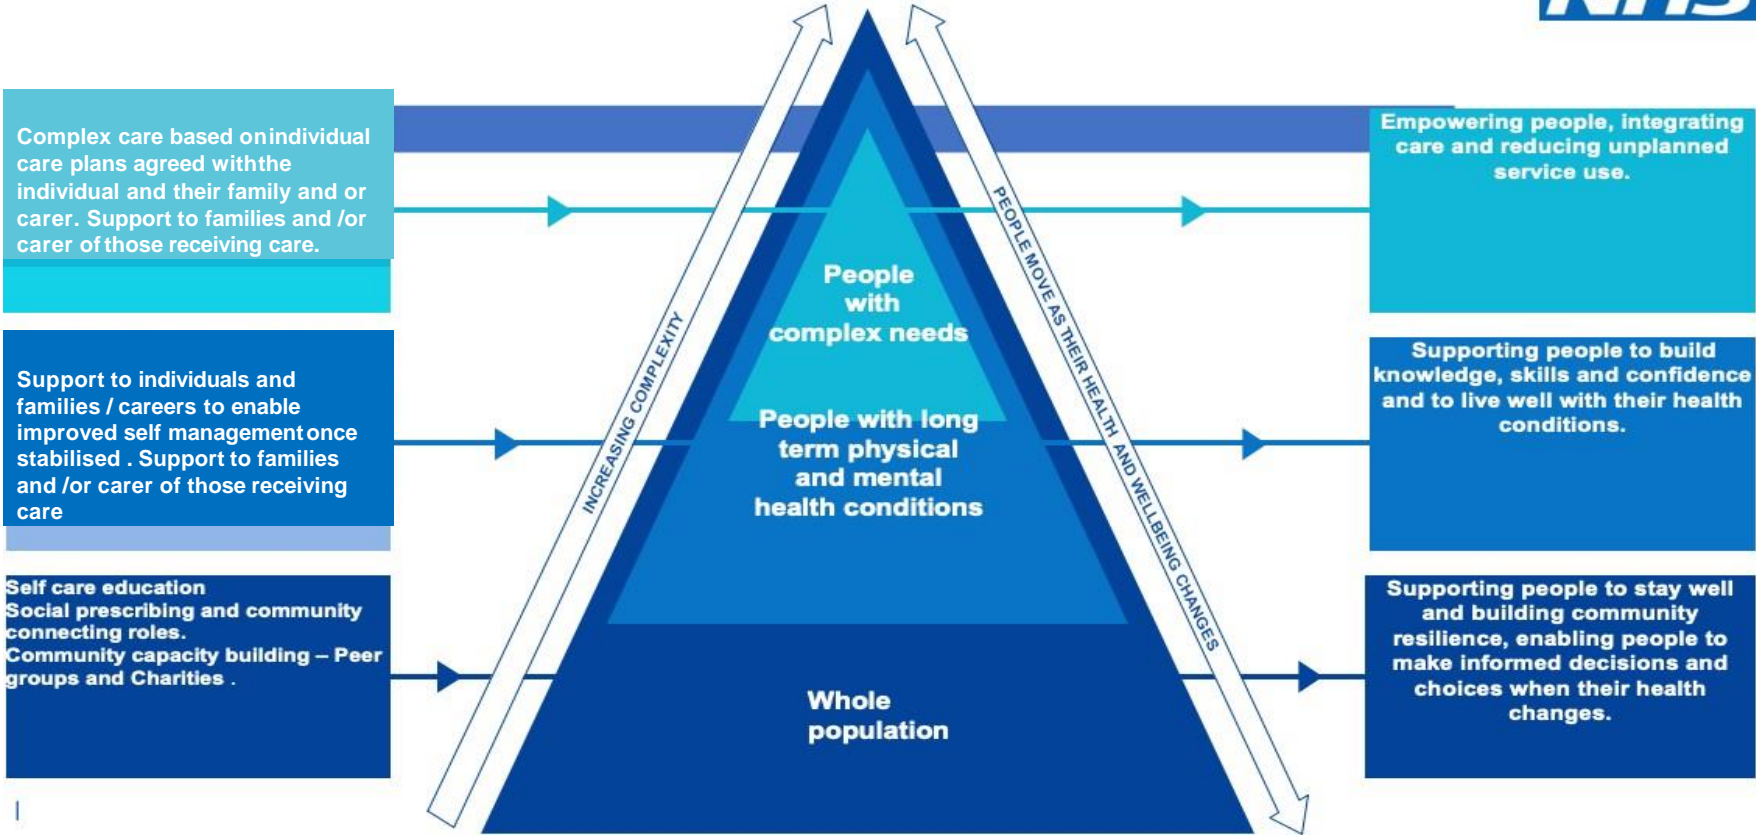 NHS
Complex care based on individual
care plans agreed with the
individual and their family and or
carer. Support to families and /or
carer of those receiving care.
Empowering people, integrating
care and reducing unplanned
service use.
People
with
complex needs
INCREASING COMPLEXITY
PEOPLE MOVE AS THEIR HEALTH AND WELLBEING CHANGES
Support to individuals and
families / careers to enable
improved self management once
stabilised . Support to families
and /or carer of those receiving
care
People with long
term physical
and mental
health conditions
Supporting people to build
knowledge, skills and confidence
and to live well with their health
conditions.
Self care education
Social prescribing and community
connecting roles.
Community capacity building – Peer
groups and Charities .
Whole
population
Supporting people to stay well
and building community
resilience, enabling people to
make informed decisions and
choices when their health
changes.